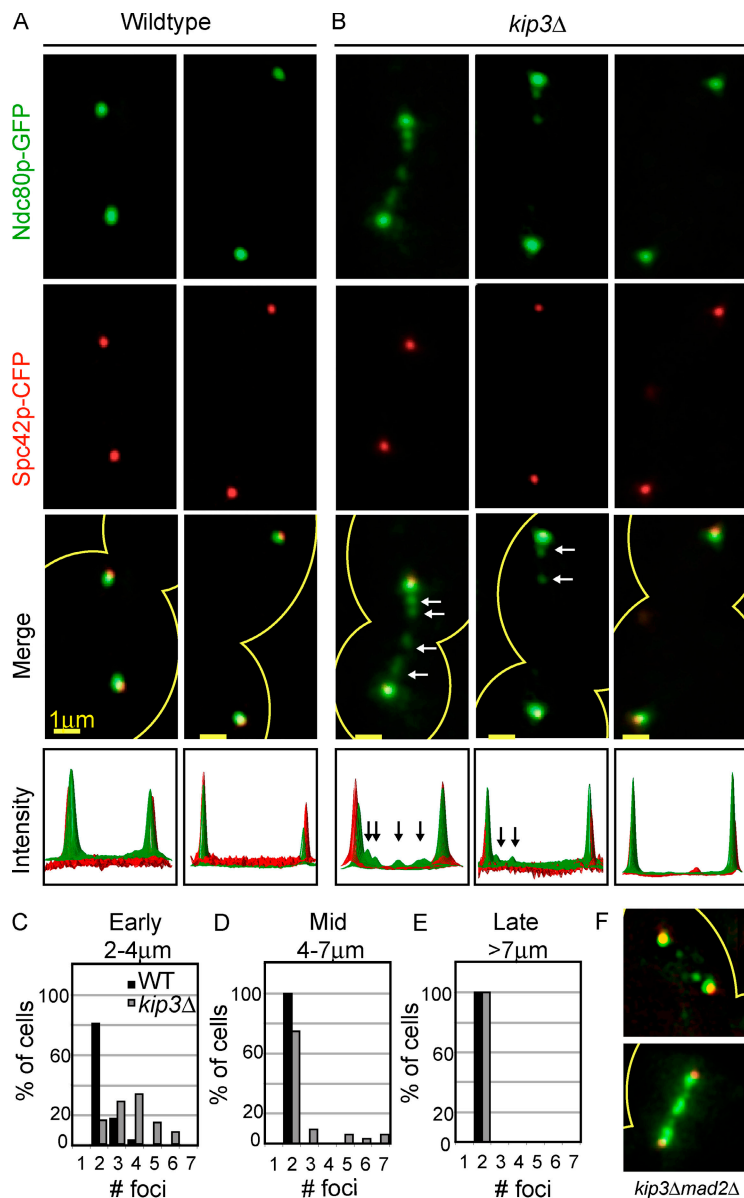 A Wildtype B kip3Δ
Ndc80p-GFP
Spc42p-CFP
Merge
1μm
Intensity
C Early 2-4μm
D Mid 4-7μm
E Late >7μm
F
WT
kip3Δ
% of cells
100
60
20
0
1 2 3 4 5 6 7
# foci
% of cells
100
60
20
0
1 2 3 4 5 6 7
# foci
% of cells
100
60
20
0
1 2 3 4 5 6 7
# foci
kip3Δmad2Δ